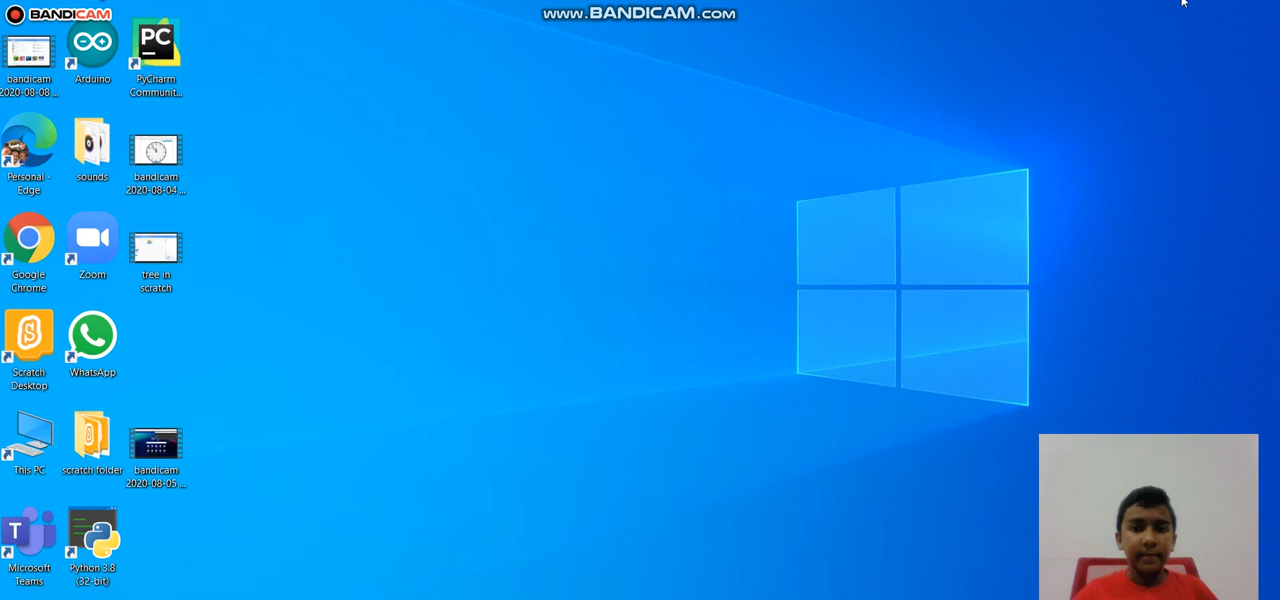 BANDICAM
www.BANDICAM.com
bandicam
2020-08-08 ...
Arduino
PC
PyCharm
Communit...
Personal -
Edge
sounds
bandicam
2020-08-04 ...
Google
Chrome
Zoom
tree in
scratch
Scratch
Desktop
WhatsApp
This PC
scratch folder
bandicam
2020-08-05 ...
T
Microsoft
Teams
Python 3.8
(32-bit)